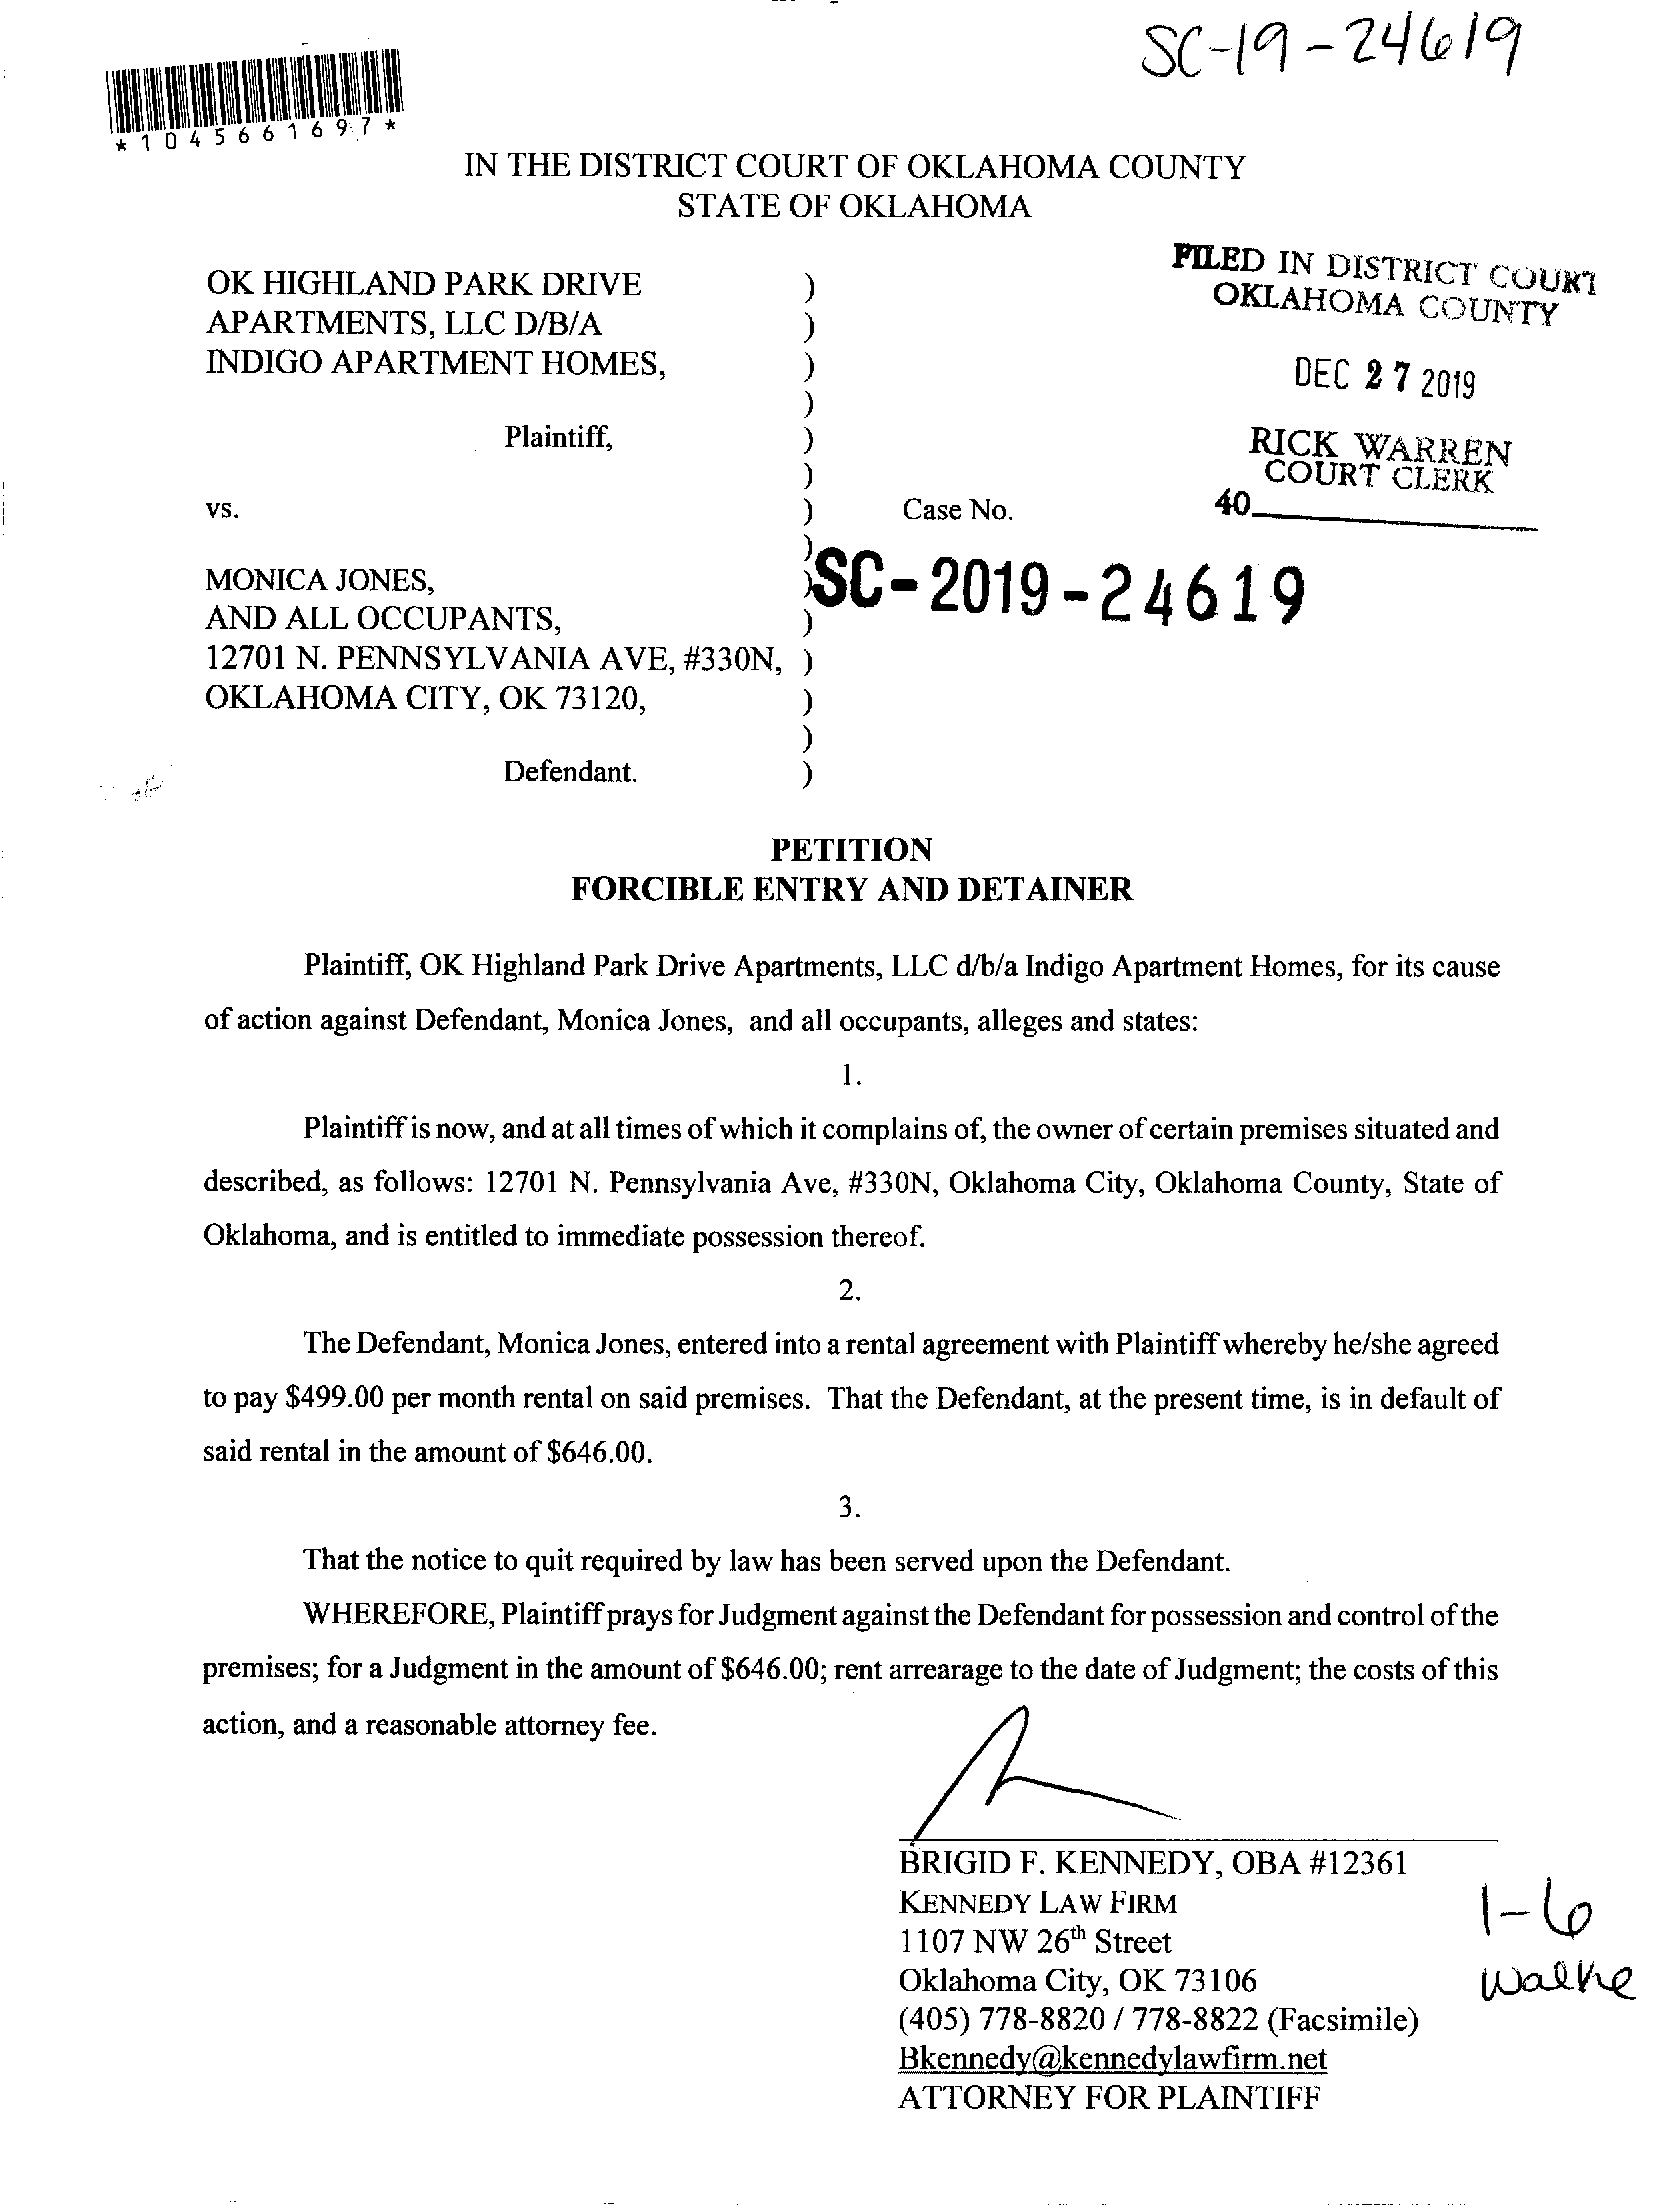 SC-19-24619
*1045661697*
IN THE DISTRICT COURT OF OKLAHOMA COUNTY
STATE OF OKLAHOMA
FILED IN DISTRICT COURT
OKLAHOMA COUNTY
DEC 27 2019
RICK WARREN
COURT CLERK
40
OK HIGHLAND PARK DRIVE )
APARTMENTS, LLC D/B/A )
INDIGO APARTMENT HOMES, )
)
Plaintiff, )
)
vs. ) Case No.
)
SC-2019-24619
MONICA JONES, )
AND ALL OCCUPANTS, )
12701 N. PENNSYLVANIA AVE, #330N, )
OKLAHOMA CITY, OK 73120, )
)
Defendant. )
PETITION
FORCIBLE ENTRY AND DETAINER
Plaintiff, OK Highland Park Drive Apartments, LLC d/b/a Indigo Apartment Homes, for its cause
of action against Defendant, Monica Jones, and all occupants, alleges and states:
1.
Plaintiff is now, and at all times of which it complains of, the owner of certain premises situated and
described, as follows: 12701 N. Pennsylvania Ave, #330N, Oklahoma City, Oklahoma County, State of
Oklahoma, and is entitled to immediate possession thereof.
2.
The Defendant, Monica Jones, entered into a rental agreement with Plaintiff whereby he/she agreed
to pay $499.00 per month rental on said premises. That the Defendant, at the present time, is in default of
said rental in the amount of $646.00.
3.
That the notice to quit required by law has been served upon the Defendant.
WHEREFORE, Plaintiff prays for Judgment against the Defendant for possession and control of the
premises; for a Judgment in the amount of $646.00; rent arrearage to the date of Judgment; the costs of this
action, and a reasonable attorney fee.
BRIGID F. KENNEDY, OBA #12361
KENNEDY LAW FIRM
1107 NW 26th Street
Oklahoma City, OK 73106
(405) 778-8820 / 778-8822 (Facsimile)
Bkennedy@kennedylawfirm.net
ATTORNEY FOR PLAINTIFF
1-6
Walke